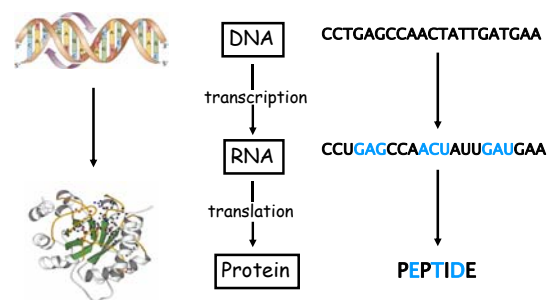 DNA
CCTGAGCCAACTATTGATGAA
transcription
RNA
CCUGAGCCAACUAUUGAUGAA
translation
Protein
PEPTIDE